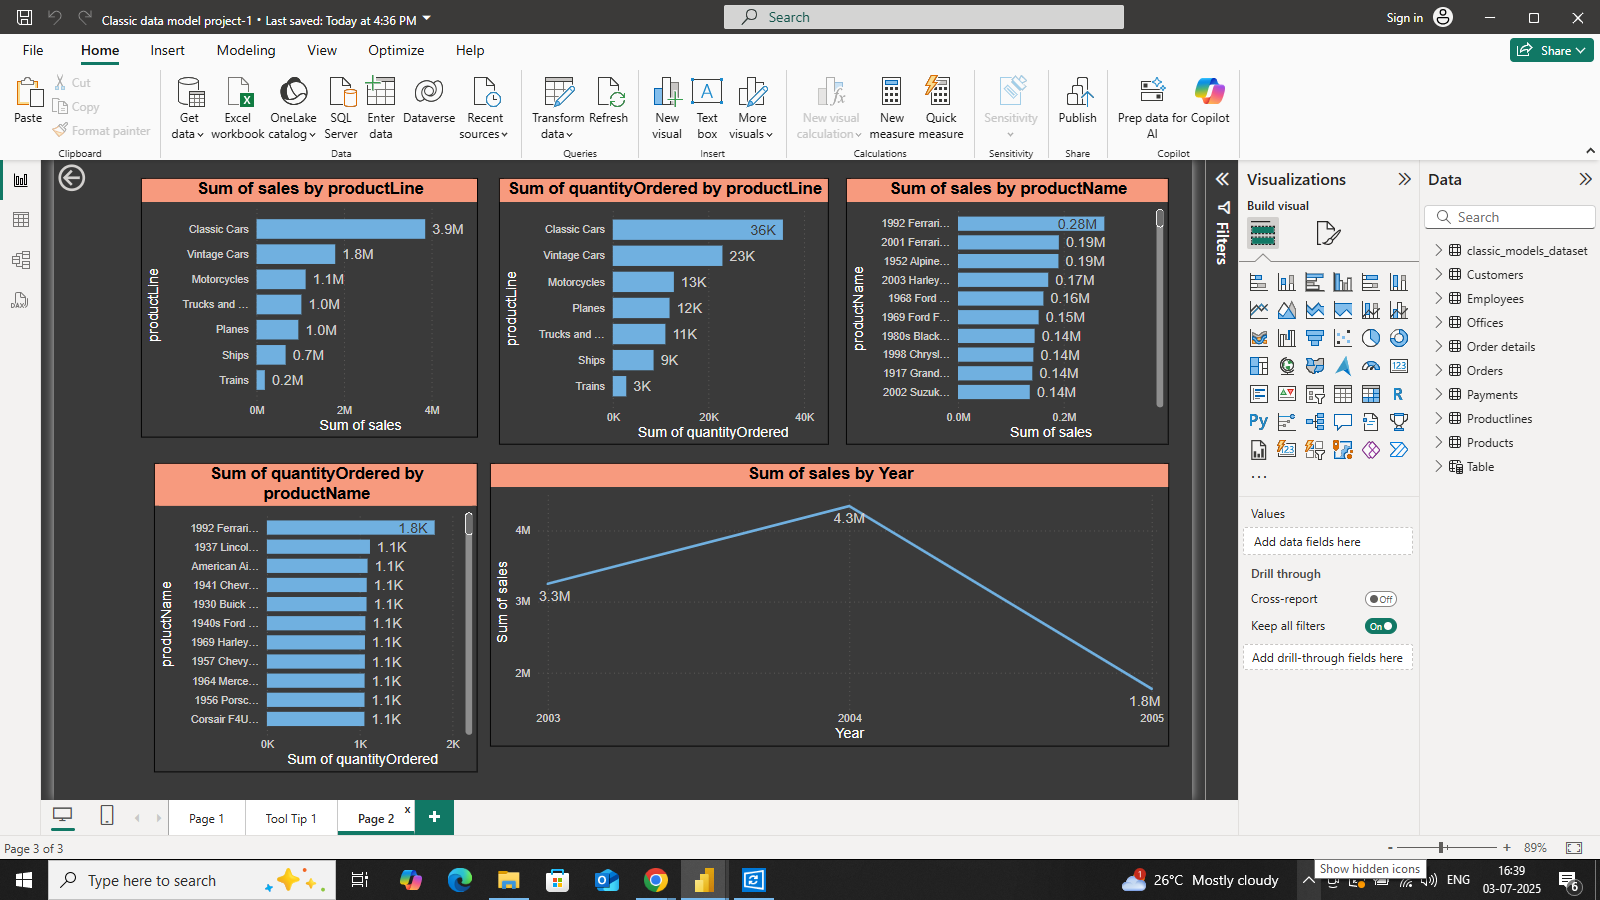 Classic data model project-1 • Last saved: Today at 4:36 PM
Search
Sign in
File
Home
Insert
Modeling
View
Optimize
Help
Share
Paste
Cut
Copy
Format painter
Clipboard
Get data
Excel workbook
OneLake catalog
SQL Server
Enter data
Dataverse
Recent sources
Data
Transform data
Refresh
Queries
New visual
Text box
More visuals
Insert
New visual calculation
New measure
Quick measure
Calculations
Sensitivity
Sensitivity
Publish
Share
Prep data for AI
Copilot
Copilot
Sum of sales by productLine
productLine
Classic Cars 3.9M
Vintage Cars 1.8M
Motorcycles 1.1M
Trucks and ... 1.0M
Planes 1.0M
Ships 0.7M
Trains 0.2M
0M 2M 4M
Sum of sales
Sum of quantityOrdered by productLine
productLine
Classic Cars 36K
Vintage Cars 23K
Motorcycles 13K
Planes 12K
Trucks and ... 11K
Ships 9K
Trains 3K
0K 20K 40K
Sum of quantityOrdered
Sum of sales by productName
productName
1992 Ferrari... 0.28M
2001 Ferrari... 0.19M
1952 Alpine... 0.19M
2003 Harley... 0.17M
1968 Ford ... 0.16M
1969 Ford F... 0.15M
1980s Black... 0.14M
1998 Chrysl... 0.14M
1917 Grand... 0.14M
2002 Suzuk... 0.14M
0.0M 0.2M
Sum of sales
Sum of quantityOrdered by
productName
productName
1992 Ferrari... 1.8K
1937 Lincol... 1.1K
American Ai... 1.1K
1941 Chevr... 1.1K
1930 Buick ... 1.1K
1940s Ford ... 1.1K
1969 Harley... 1.1K
1957 Chevy... 1.1K
1964 Merce... 1.1K
1956 Porsc... 1.1K
Corsair F4U... 1.1K
0K 1K 2K
Sum of quantityOrdered
Sum of sales by Year
Sum of sales
4M
3M
2M
3.3M
4.3M
1.8M
2003 2004 2005
Year
Filters
Visualizations
Build visual
R
Py
123
...
Values
Add data fields here
Drill through
Cross-report
Off
Keep all filters
On
Add drill-through fields here
Data
Search
classic_models_dataset
Customers
Employees
Offices
Order details
Orders
Payments
Productlines
Products
Table
Page 1
Tool Tip 1
Page 2
x
+
Page 3 of 3
- + 89%
Type here to search
1
26°C Mostly cloudy
Show hidden icons
ENG
16:39
03-07-2025
6